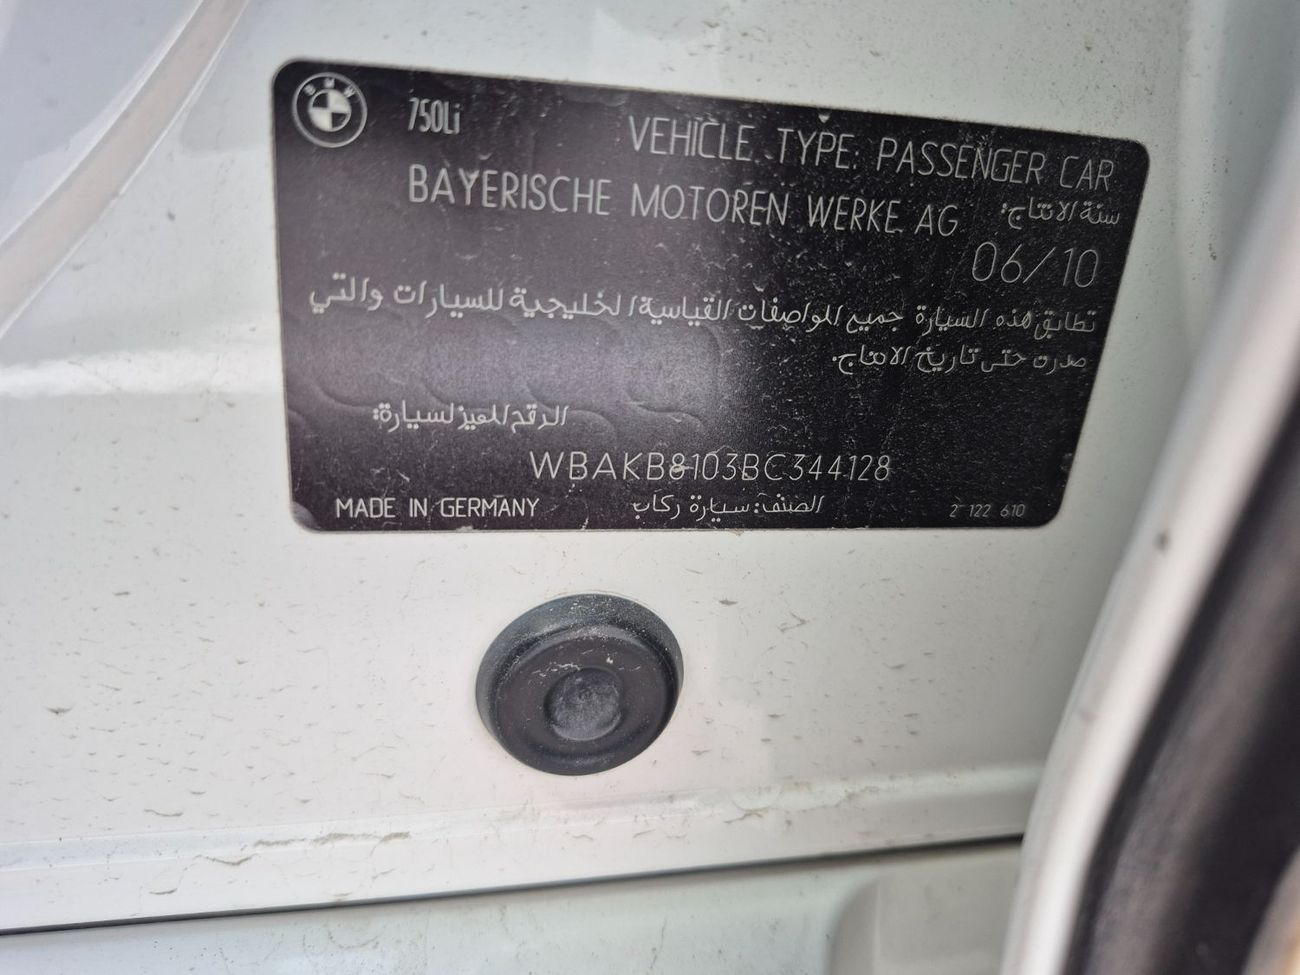 BMW
750Li
VEHICLE TYPE: PASSENGER CAR
BAYERISCHE MOTOREN WERKE AG
سنة الانتاج:
06/10
تطابق هذه السيارة جميع المواصفات القياسية الخليجية للسيارات والتي
صدرت حتى تاريخ الانتاج.
الرقم المميز لسيارة:
WBAKB8103BC344128
MADE IN GERMANY
الصنف: سيارة ركاب
2 122 610